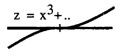 z = x³+..